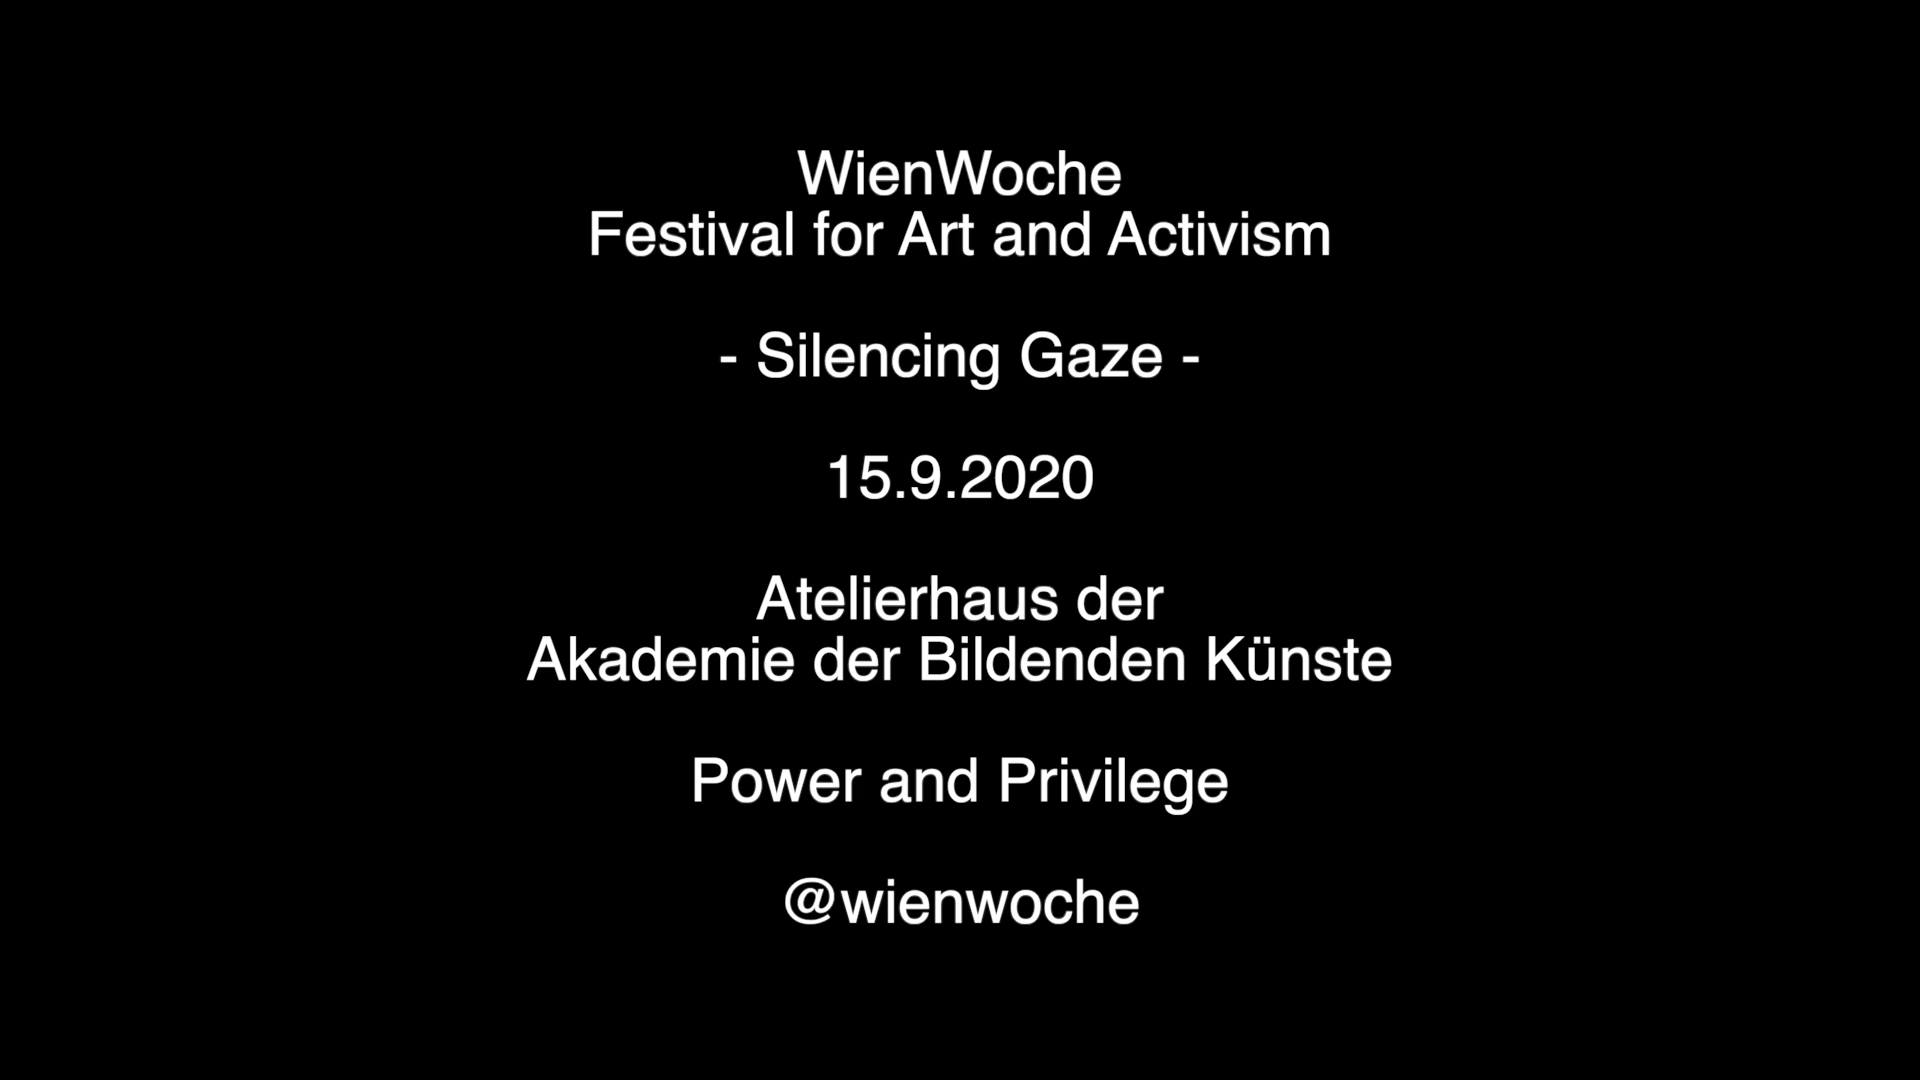 WienWoche
Festival for Art and Activism
- Silencing Gaze -
15.9.2020
Atelierhaus der
Akademie der Bildenden Künste
Power and Privilege
@wienwoche